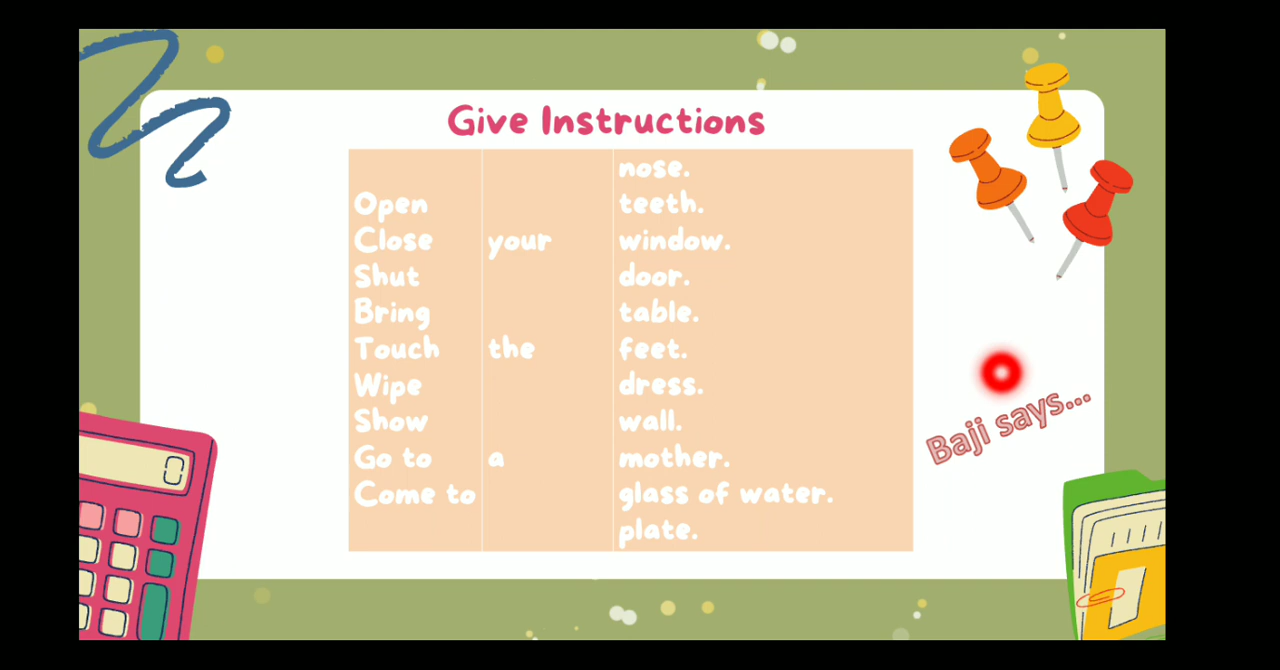 Give Instructions
nose.
Open teeth.
Close your window.
Shut door.
Bring table.
Touch the feet.
Wipe dress.
Show wall.
Go to a mother.
Come to glass of water.
plate.
Baji says...
0